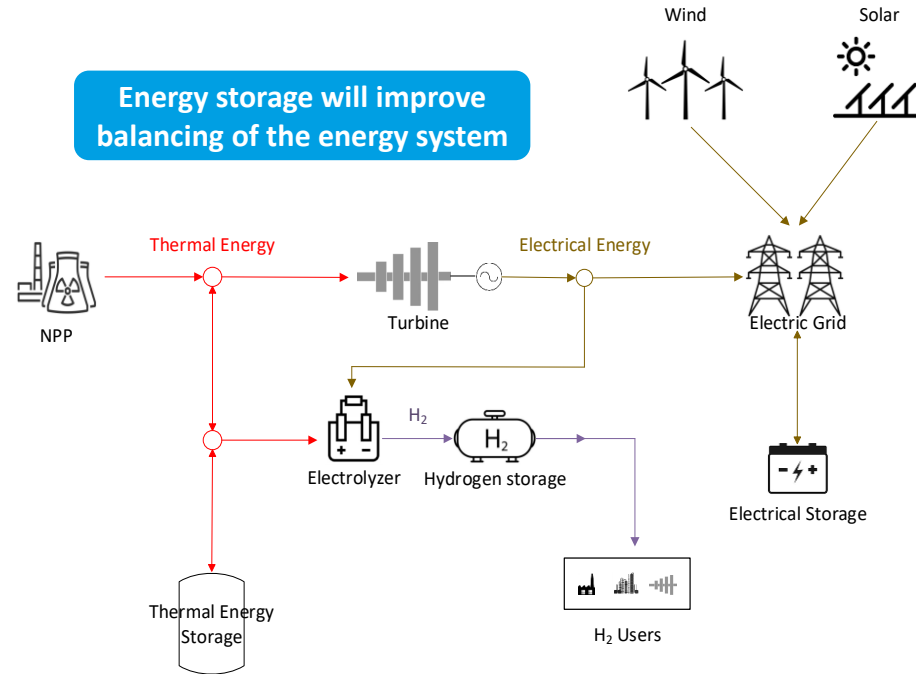 Wind
Solar
Energy storage will improve
balancing of the energy system
Thermal Energy
Electrical Energy
NPP
Turbine
Electric Grid
H₂
H₂
Electrolyzer
Hydrogen storage
- +
- +
Electrical Storage
Thermal Energy
Storage
H₂ Users